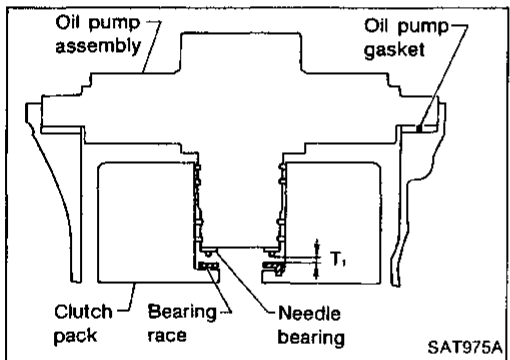 Oil pump
assembly
Oil pump
gasket
T₁
Clutch
pack
Bearing
race
Needle
bearing
SAT975A